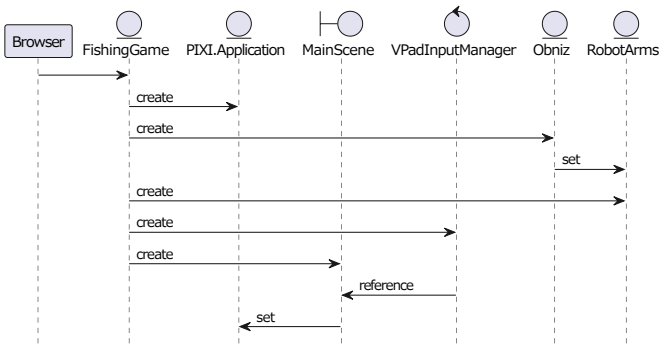 Browser FishingGame PIXI.Application MainScene VPadInputManager Obniz RobotArms
create
create
set
create
create
create
reference
set